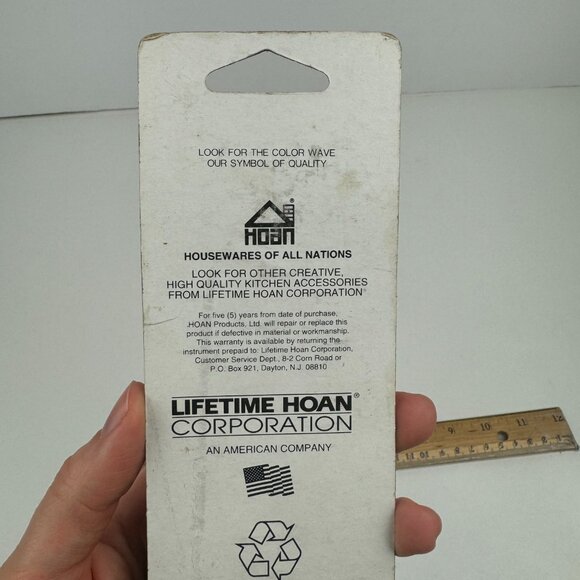 LOOK FOR THE COLOR WAVE
OUR SYMBOL OF QUALITY
HOAN®
HOUSEWARES OF ALL NATIONS
LOOK FOR OTHER CREATIVE,
HIGH QUALITY KITCHEN ACCESSORIES
FROM LIFETIME HOAN CORPORATION®
For five (5) years from date of purchase,
HOAN Products, Ltd. will repair or replace this
product if defective in material or workmanship.
This warranty is available by returning the
instrument prepaid to: Lifetime Hoan Corporation,
Customer Service Dept., 8-2 Corn Road or
P.O. Box 921, Dayton, N.J. 08810
LIFETIME HOAN®
CORPORATION
AN AMERICAN COMPANY
9 10 11 12